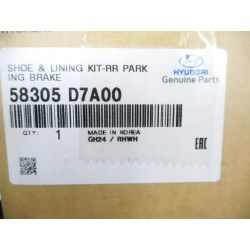 SHOE & LINING KIT-RR PARK
ING BRAKE
HYUNDAI
Genuine Parts
58305 D7A00
QTY: 1
MADE IN KOREA
GH24 / RHWH
EAC